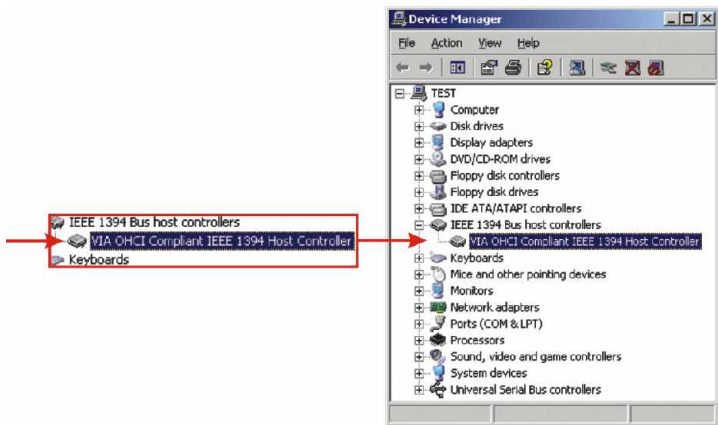 IEEE 1394 Bus host controllers
VIA OHCI Compliant IEEE 1394 Host Controller
Keyboards
Device Manager
File Action View Help
TEST
Computer
Disk drives
Display adapters
DVD/CD-ROM drives
Floppy disk controllers
Floppy disk drives
IDE ATA/ATAPI controllers
IEEE 1394 Bus host controllers
VIA OHCI Compliant IEEE 1394 Host Controller
Keyboards
Mice and other pointing devices
Monitors
Network adapters
Ports (COM & LPT)
Processors
Sound, video and game controllers
System devices
Universal Serial Bus controllers